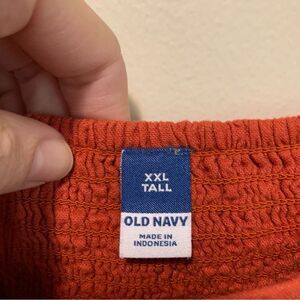 XXL
TALL
OLD NAVY
MADE IN
INDONESIA